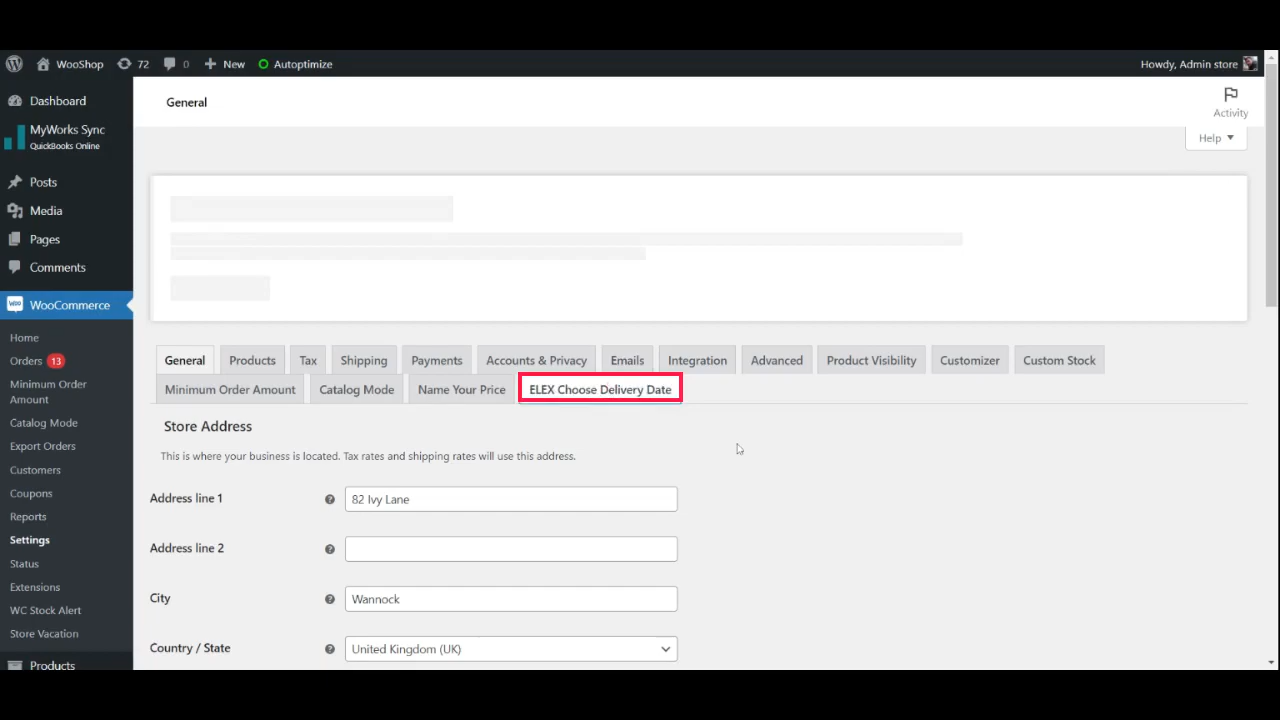 WooShop 72 0 New Autoptimize Howdy, Admin store
Dashboard
MyWorks Sync
QuickBooks Online
Posts
Media
Pages
Comments
WOO WooCommerce
Home
Orders 13
Minimum Order
Amount
Catalog Mode
Export Orders
Customers
Coupons
Reports
Settings
Status
Extensions
WC Stock Alert
Store Vacation
Products
General
Activity
Help
General Products Tax Shipping Payments Accounts & Privacy Emails Integration Advanced Product Visibility Customizer Custom Stock
Minimum Order Amount Catalog Mode Name Your Price ELEX Choose Delivery Date
Store Address
This is where your business is located. Tax rates and shipping rates will use this address.
Address line 1 82 Ivy Lane
Address line 2
City Wannock
Country / State United Kingdom (UK)